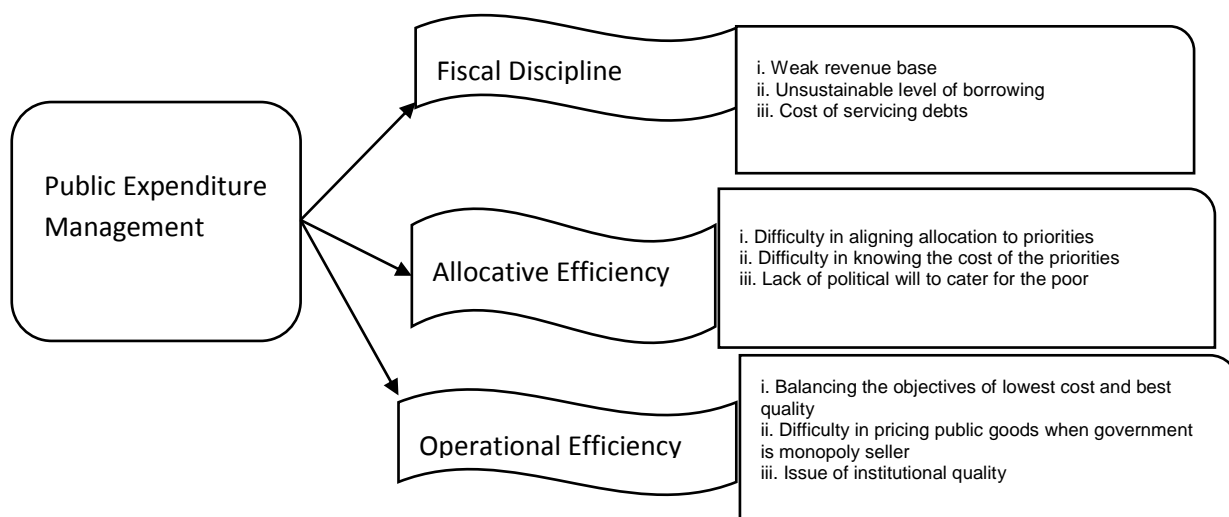 Public Expenditure
Management
Fiscal Discipline
i. Weak revenue base
ii. Unsustainable level of borrowing
iii. Cost of servicing debts
Allocative Efficiency
i. Difficulty in aligning allocation to priorities
ii. Difficulty in knowing the cost of the priorities
iii. Lack of political will to cater for the poor
Operational Efficiency
i. Balancing the objectives of lowest cost and best
quality
ii. Difficulty in pricing public goods when government
is monopoly seller
iii. Issue of institutional quality